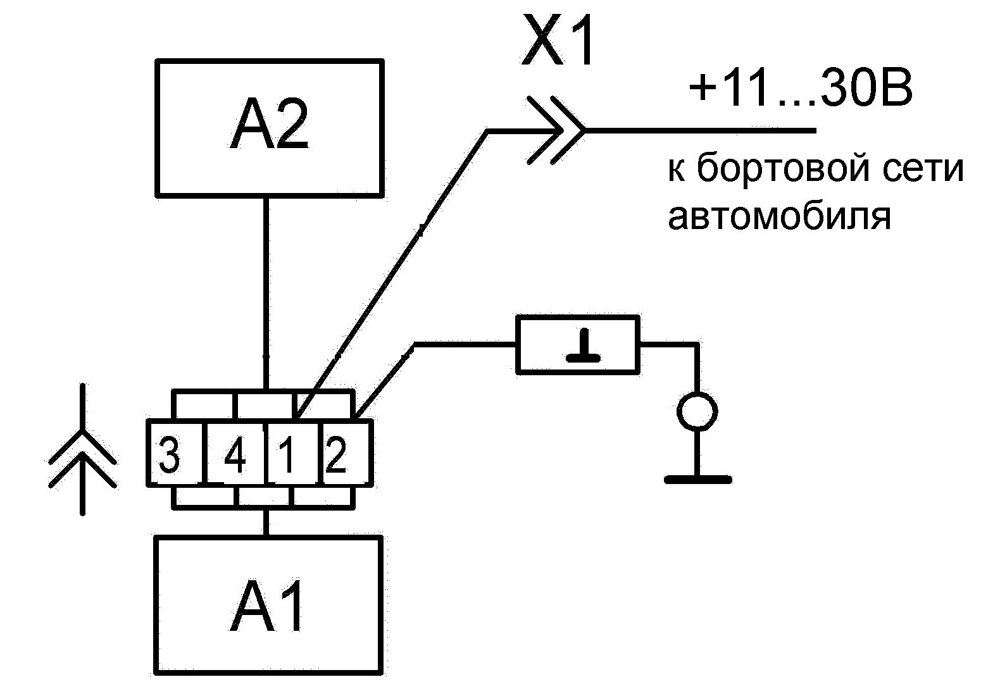 X1
A2
+11...30В
к бортовой сети
автомобиля
3 4 1 2
A1